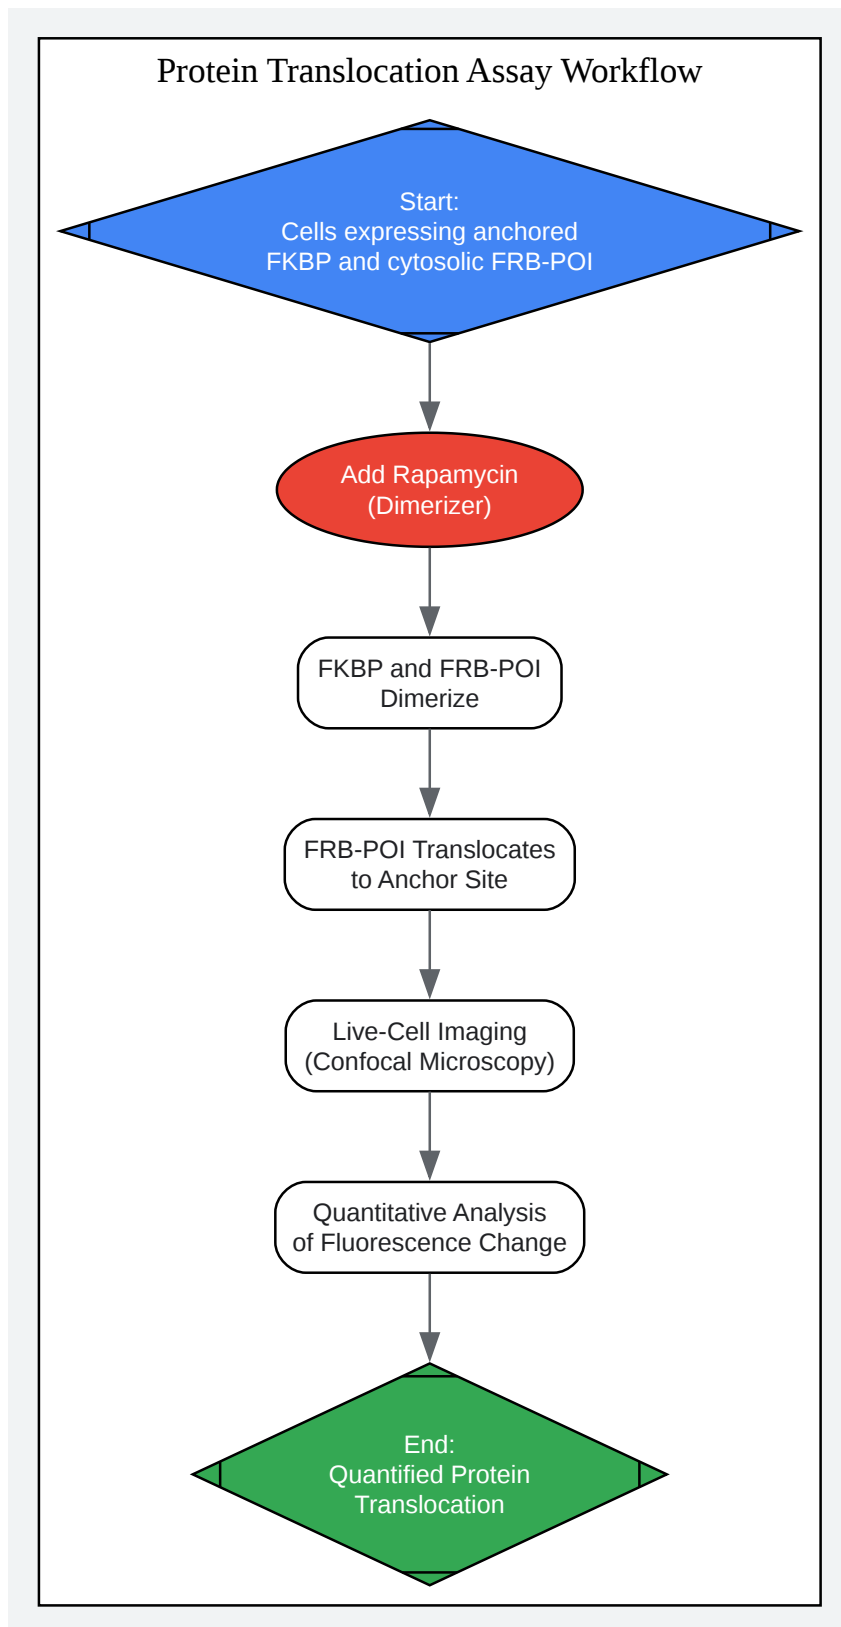 Protein Translocation Assay Workflow
Start:
Cells expressing anchored
FKBP and cytosolic FRB-POI
Add Rapamycin
(Dimerizer)
FKBP and FRB-POI
Dimerize
FRB-POI Translocates
to Anchor Site
Live-Cell Imaging
(Confocal Microscopy)
Quantitative Analysis
of Fluorescence Change
End:
Quantified Protein
Translocation